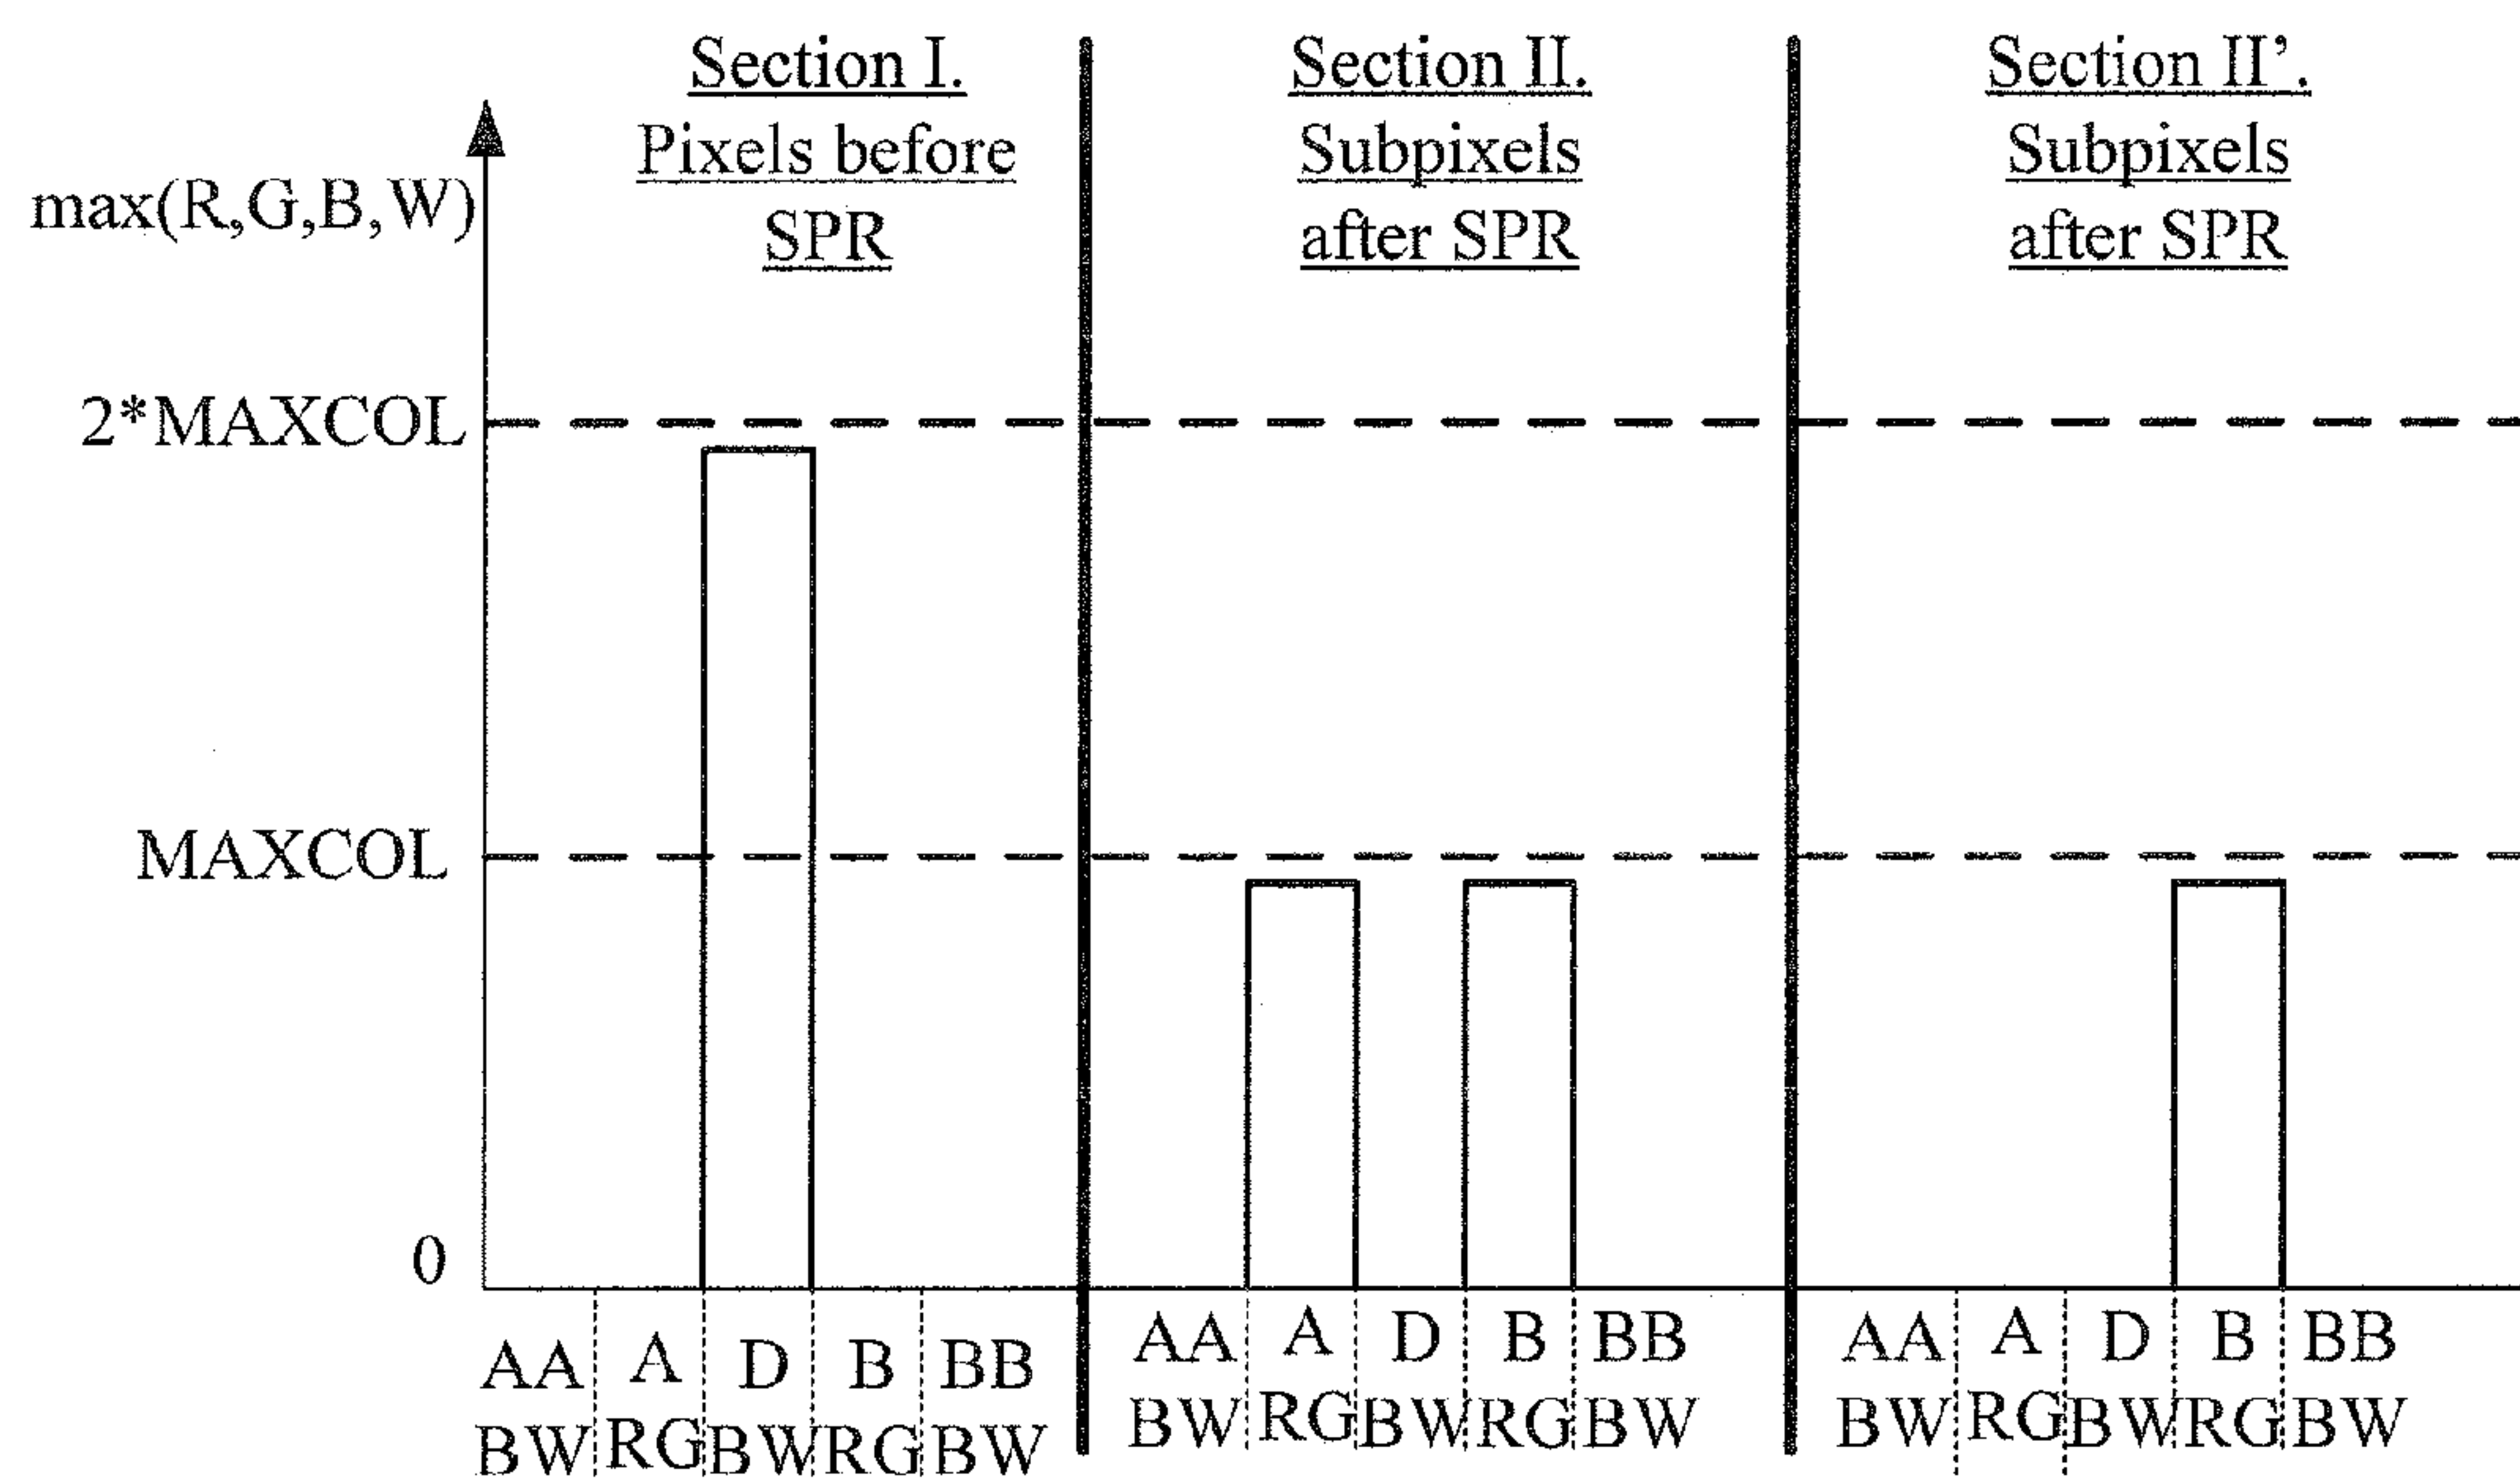 Section I.
Pixels before
SPR
Section II.
Subpixels
after SPR
Section II’.
Subpixels
after SPR
max(R,G,B,W)
2*MAXCOL
MAXCOL
0
AA A D B BB
BW RG BW RG BW
AA A D B BB
BW RG BW RG BW
AA A D B BB
BW RG BW RG BW